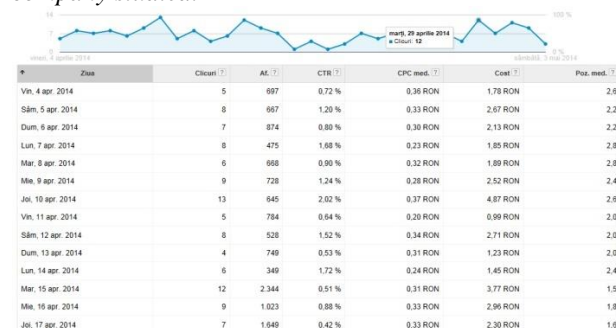 company situated.
14
7
0
100 %
0 %
marți, 29 aprilie 2014
Clicuri: 12
vineri, 4 aprilie 2014
sâmbătă, 3 mai 2014
Ziua Clicuri Af. CTR CPC med. Cost Poz. med.
Vin, 4 apr. 2014 5 697 0,72 % 0,36 RON 1,78 RON 2,6
Sâm, 5 apr. 2014 8 667 1,20 % 0,33 RON 2,67 RON 2,2
Dum, 6 apr. 2014 7 874 0,80 % 0,30 RON 2,13 RON 2,2
Lun, 7 apr. 2014 8 475 1,68 % 0,23 RON 1,85 RON 2,8
Mar, 8 apr. 2014 6 668 0,90 % 0,32 RON 1,89 RON 2,8
Mie, 9 apr. 2014 9 728 1,24 % 0,28 RON 2,52 RON 2,4
Joi, 10 apr. 2014 13 645 2,02 % 0,37 RON 4,87 RON 2,6
Vin, 11 apr. 2014 5 784 0,64 % 0,20 RON 0,99 RON 2,0
Sâm, 12 apr. 2014 8 528 1,52 % 0,34 RON 2,71 RON 2,0
Dum, 13 apr. 2014 4 749 0,53 % 0,31 RON 1,23 RON 2,0
Lun, 14 apr. 2014 6 349 1,72 % 0,24 RON 1,45 RON 2,4
Mar, 15 apr. 2014 12 2.344 0,51 % 0,31 RON 3,77 RON 1,5
Mie, 16 apr. 2014 9 1.023 0,88 % 0,33 RON 2,96 RON 1,8
Joi, 17 apr. 2014 7 1.649 0,42 % 0,33 RON 2,30 RON 1,6